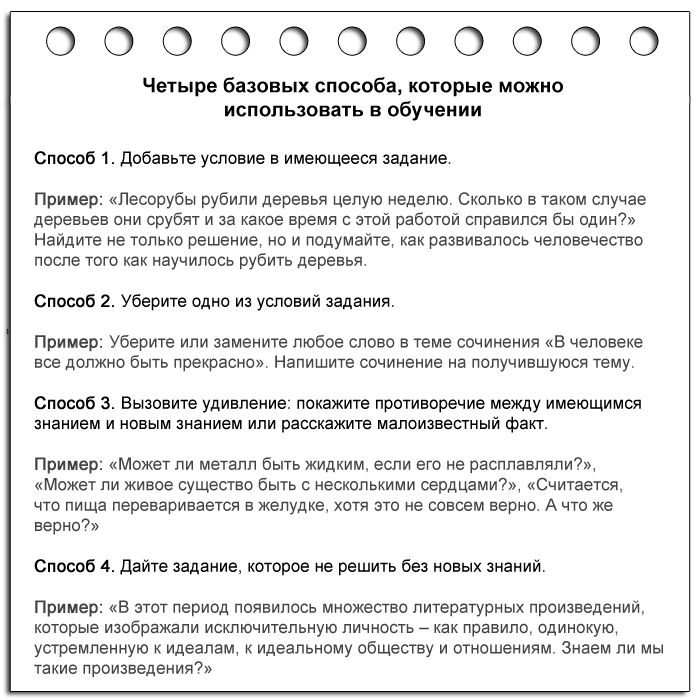 Четыре базовых способа, которые можно
использовать в обучении
Способ 1. Добавьте условие в имеющееся задание.
Пример: «Лесорубы рубили деревья целую неделю. Сколько в таком случае
деревьев они срубят и за какое время с этой работой справился бы один?»
Найдите не только решение, но и подумайте, как развивалось человечество
после того как научилось рубить деревья.
Способ 2. Уберите одно из условий задания.
Пример: Уберите или замените любое слово в теме сочинения «В человеке
все должно быть прекрасно». Напишите сочинение на получившуюся тему.
Способ 3. Вызовите удивление: покажите противоречие между имеющимся
знанием и новым знанием или расскажите малоизвестный факт.
Пример: «Может ли металл быть жидким, если его не расплавляли?»,
«Может ли живое существо быть с несколькими сердцами?», «Считается,
что пища переваривается в желудке, хотя это не совсем верно. А что же
верно?»
Способ 4. Дайте задание, которое не решить без новых знаний.
Пример: «В этот период появилось множество литературных произведений,
которые изображали исключительную личность – как правило, одинокую,
устремленную к идеалам, к идеальному обществу и отношениям. Знаем ли мы
такие произведения?»